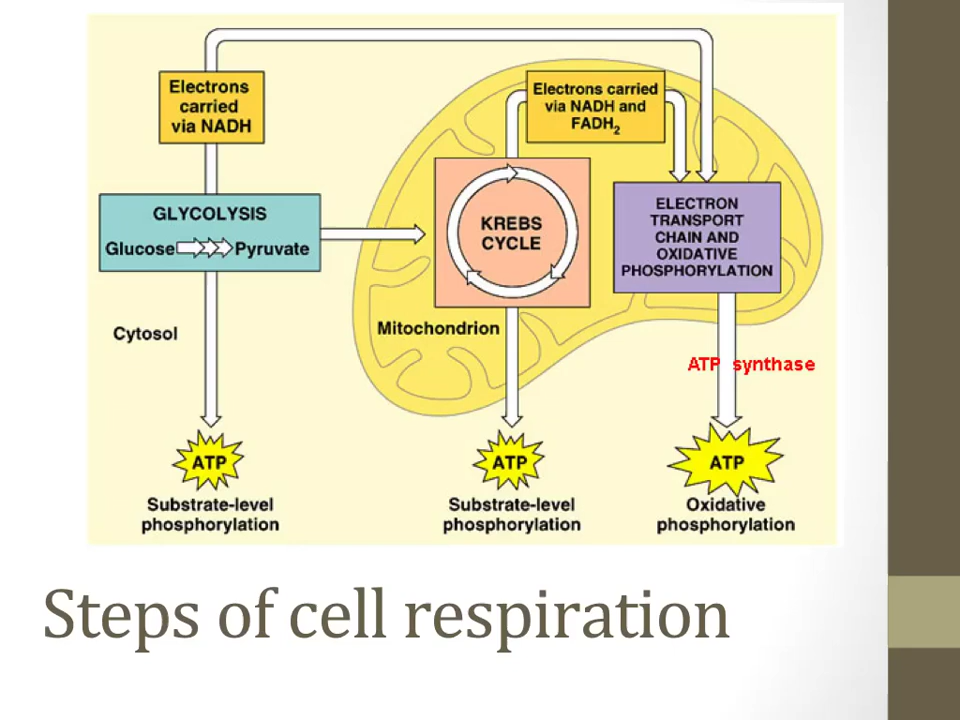 Electrons
carried
via NADH
Electrons carried
via NADH and
FADH₂
GLYCOLYSIS
Glucose Pyruvate
KREBS
CYCLE
ELECTRON
TRANSPORT
CHAIN AND
OXIDATIVE
PHOSPHORYLATION
Cytosol
Mitochondrion
ATP synthase
ATP
ATP
ATP
Substrate-level
phosphorylation
Substrate-level
phosphorylation
Oxidative
phosphorylation
Steps of cell respiration